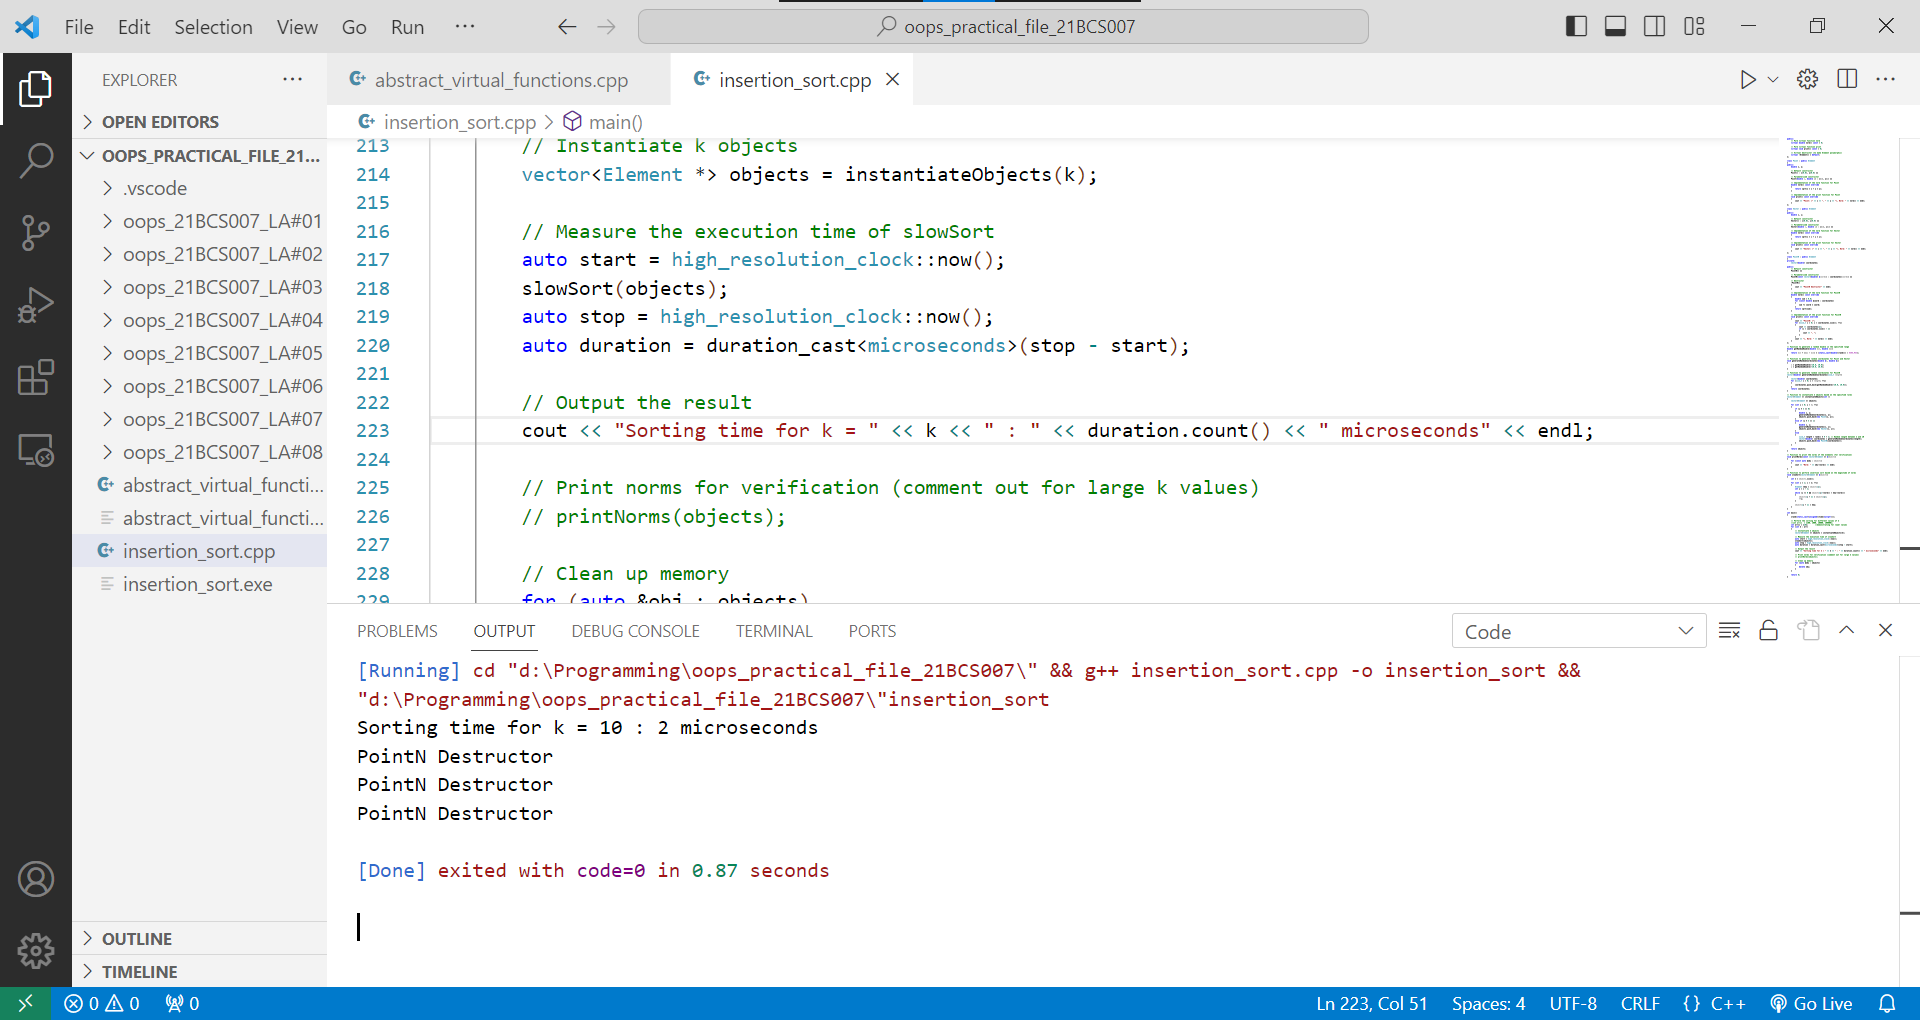 File Edit Selection View Go Run ···
oops_practical_file_21BCS007
EXPLORER
OPEN EDITORS
OOPS_PRACTICAL_FILE_21...
.vscode
oops_21BCS007_LA#01
oops_21BCS007_LA#02
oops_21BCS007_LA#03
oops_21BCS007_LA#04
oops_21BCS007_LA#05
oops_21BCS007_LA#06
oops_21BCS007_LA#07
oops_21BCS007_LA#08
abstract_virtual_functi...
abstract_virtual_functi...
insertion_sort.cpp
insertion_sort.exe
OUTLINE
TIMELINE
abstract_virtual_functions.cpp insertion_sort.cpp
insertion_sort.cpp > main()
213 // Instantiate k objects
214 vector<Element *> objects = instantiateObjects(k);
215
216 // Measure the execution time of slowSort
217 auto start = high_resolution_clock::now();
218 slowSort(objects);
219 auto stop = high_resolution_clock::now();
220 auto duration = duration_cast<microseconds>(stop - start);
221
222 // Output the result
223 cout << "Sorting time for k = " << k << " : " << duration.count() << " microseconds" << endl;
224
225 // Print norms for verification (comment out for large k values)
226 // printNorms(objects);
227
228 // Clean up memory
229 for (auto &obj : objects)
PROBLEMS OUTPUT DEBUG CONSOLE TERMINAL PORTS
Code
[Running] cd "d:\Programming\oops_practical_file_21BCS007\" && g++ insertion_sort.cpp -o insertion_sort &&
"d:\Programming\oops_practical_file_21BCS007\"insertion_sort
Sorting time for k = 10 : 2 microseconds
PointN Destructor
PointN Destructor
PointN Destructor
[Done] exited with code=0 in 0.87 seconds
0 0 0
Ln 223, Col 51 Spaces: 4 UTF-8 CRLF {} C++ Go Live